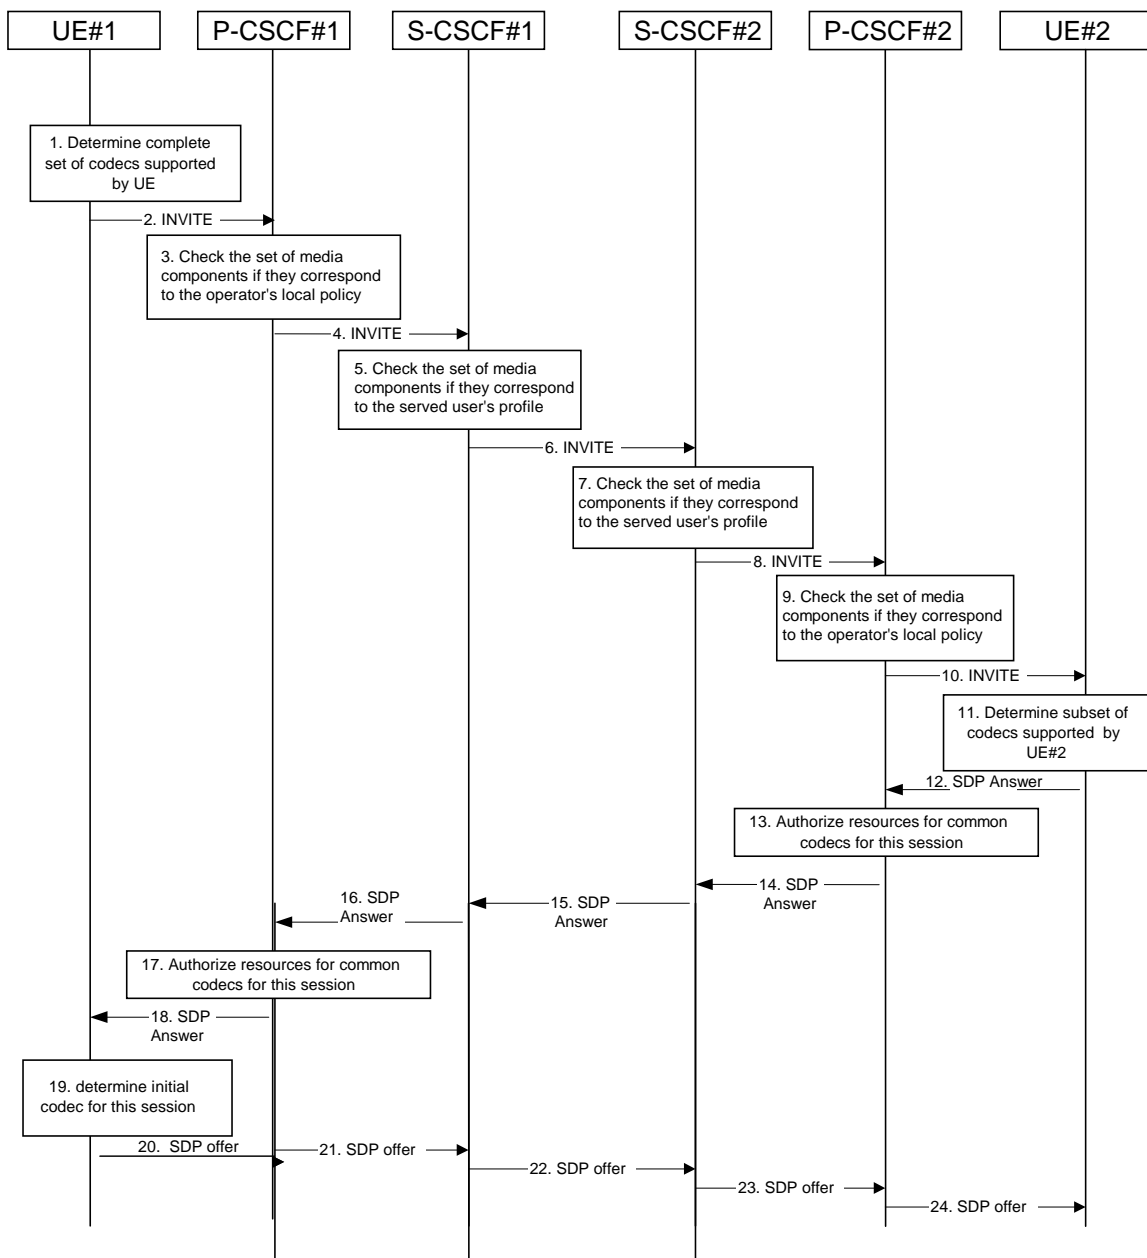 UE#1
P-CSCF#1
S-CSCF#1
S-CSCF#2
P-CSCF#2
UE#2
1. Determine complete
set of codecs supported
by UE
2. INVITE
3. Check the set of media
components if they correspond
to the operator's local policy
4. INVITE
5. Check the set of media
components if they correspond
to the served user's profile
6. INVITE
7. Check the set of media
components if they correspond
to the served user's profile
8. INVITE
9. Check the set of media
components if they correspond
to the operator's local policy
10. INVITE
11. Determine subset of
codecs supported by
UE#2
12. SDP Answer
13. Authorize resources for common
codecs for this session
14. SDP
Answer
15. SDP
Answer
16. SDP
Answer
17. Authorize resources for common
codecs for this session
18. SDP
Answer
19. determine initial
codec for this session
20. SDP offer
21. SDP offer
22. SDP offer
23. SDP offer
24. SDP offer